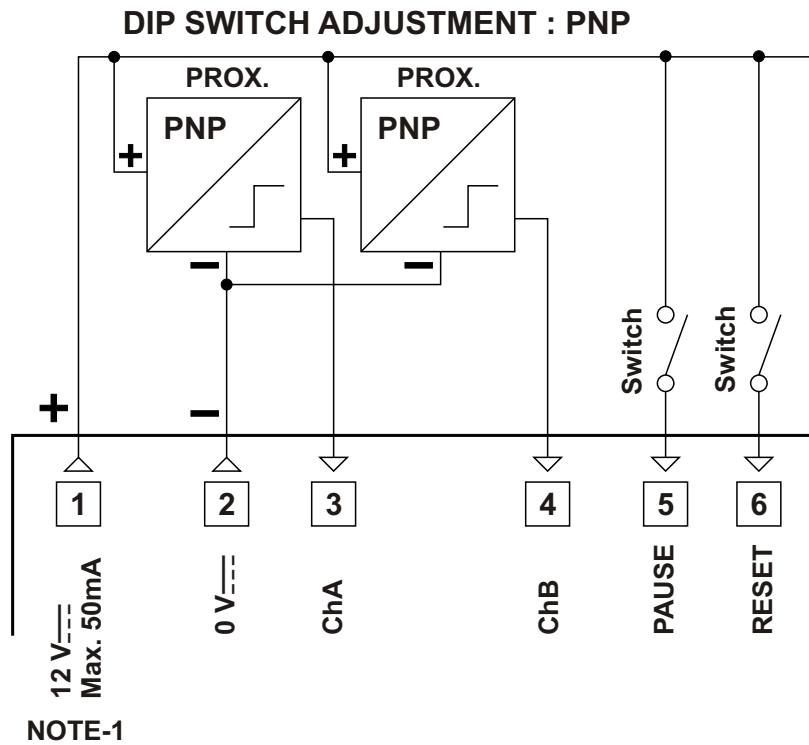 DIP SWITCH ADJUSTMENT : PNP
PROX.
PROX.
PNP
PNP
+
+
–
–
Switch
Switch
+
–
1
2
3
4
5
6
12 V
Max. 50mA
0 V
ChA
ChB
PAUSE
RESET
NOTE-1